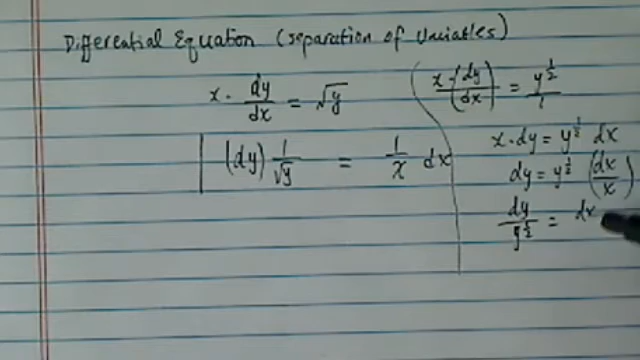 Differential Equation (separation of variables)
x · dy/dx = √y
(dy) 1/√y = 1/x dx
x · (dy)/(dx) = y^½/1
x · dy = y^½ dx
dy = y^½ (dx/x)
dy/y^½ = dx